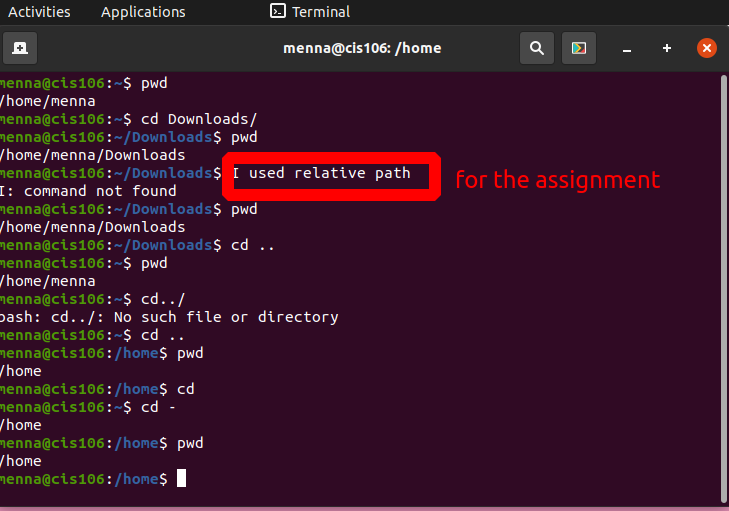 Activities Applications Terminal
menna@cis106: /home
menna@cis106:~$ pwd
/home/menna
menna@cis106:~$ cd Downloads/
menna@cis106:~/Downloads$ pwd
/home/menna/Downloads
menna@cis106:~/Downloads$ I used relative path for the assignment
I: command not found
menna@cis106:~/Downloads$ pwd
/home/menna/Downloads
menna@cis106:~/Downloads$ cd ..
menna@cis106:~$ pwd
/home/menna
menna@cis106:~$ cd../
bash: cd../: No such file or directory
menna@cis106:~$ cd ..
menna@cis106:/home$ pwd
/home
menna@cis106:/home$ cd
menna@cis106:~$ cd -
/home
menna@cis106:/home$ pwd
/home
menna@cis106:/home$